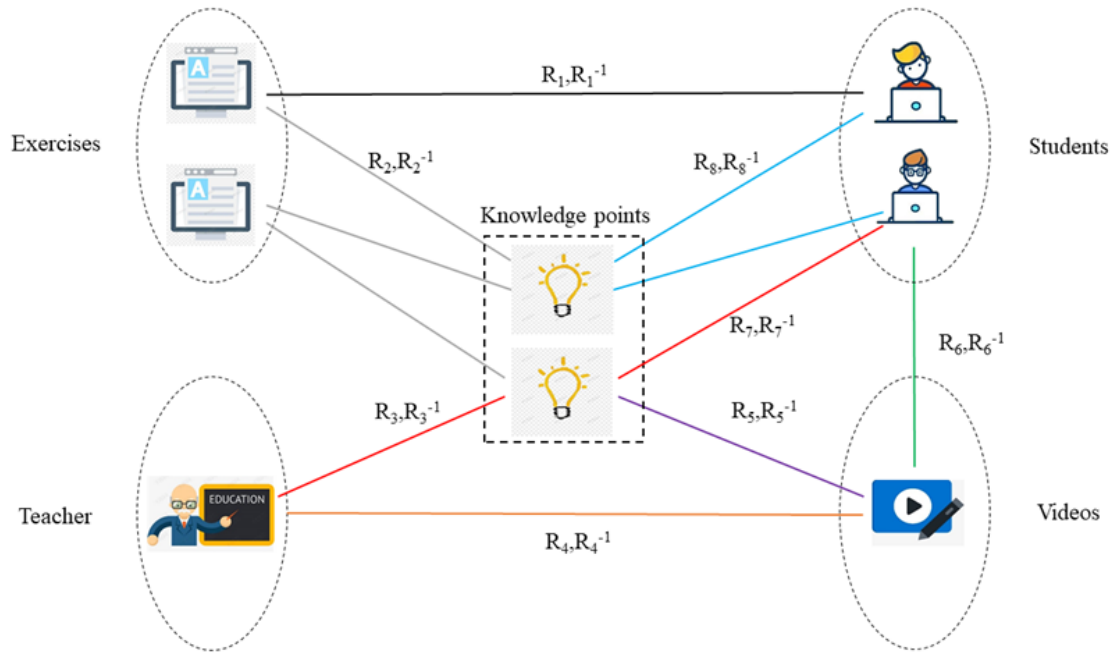 R₁,R₁⁻¹
A
Exercises
Students
R₂,R₂⁻¹
R₈,R₈⁻¹
A
Knowledge points
R₇,R₇⁻¹
R₆,R₆⁻¹
R₃,R₃⁻¹
R₅,R₅⁻¹
EDUCATION
Teacher
Videos
R₄,R₄⁻¹